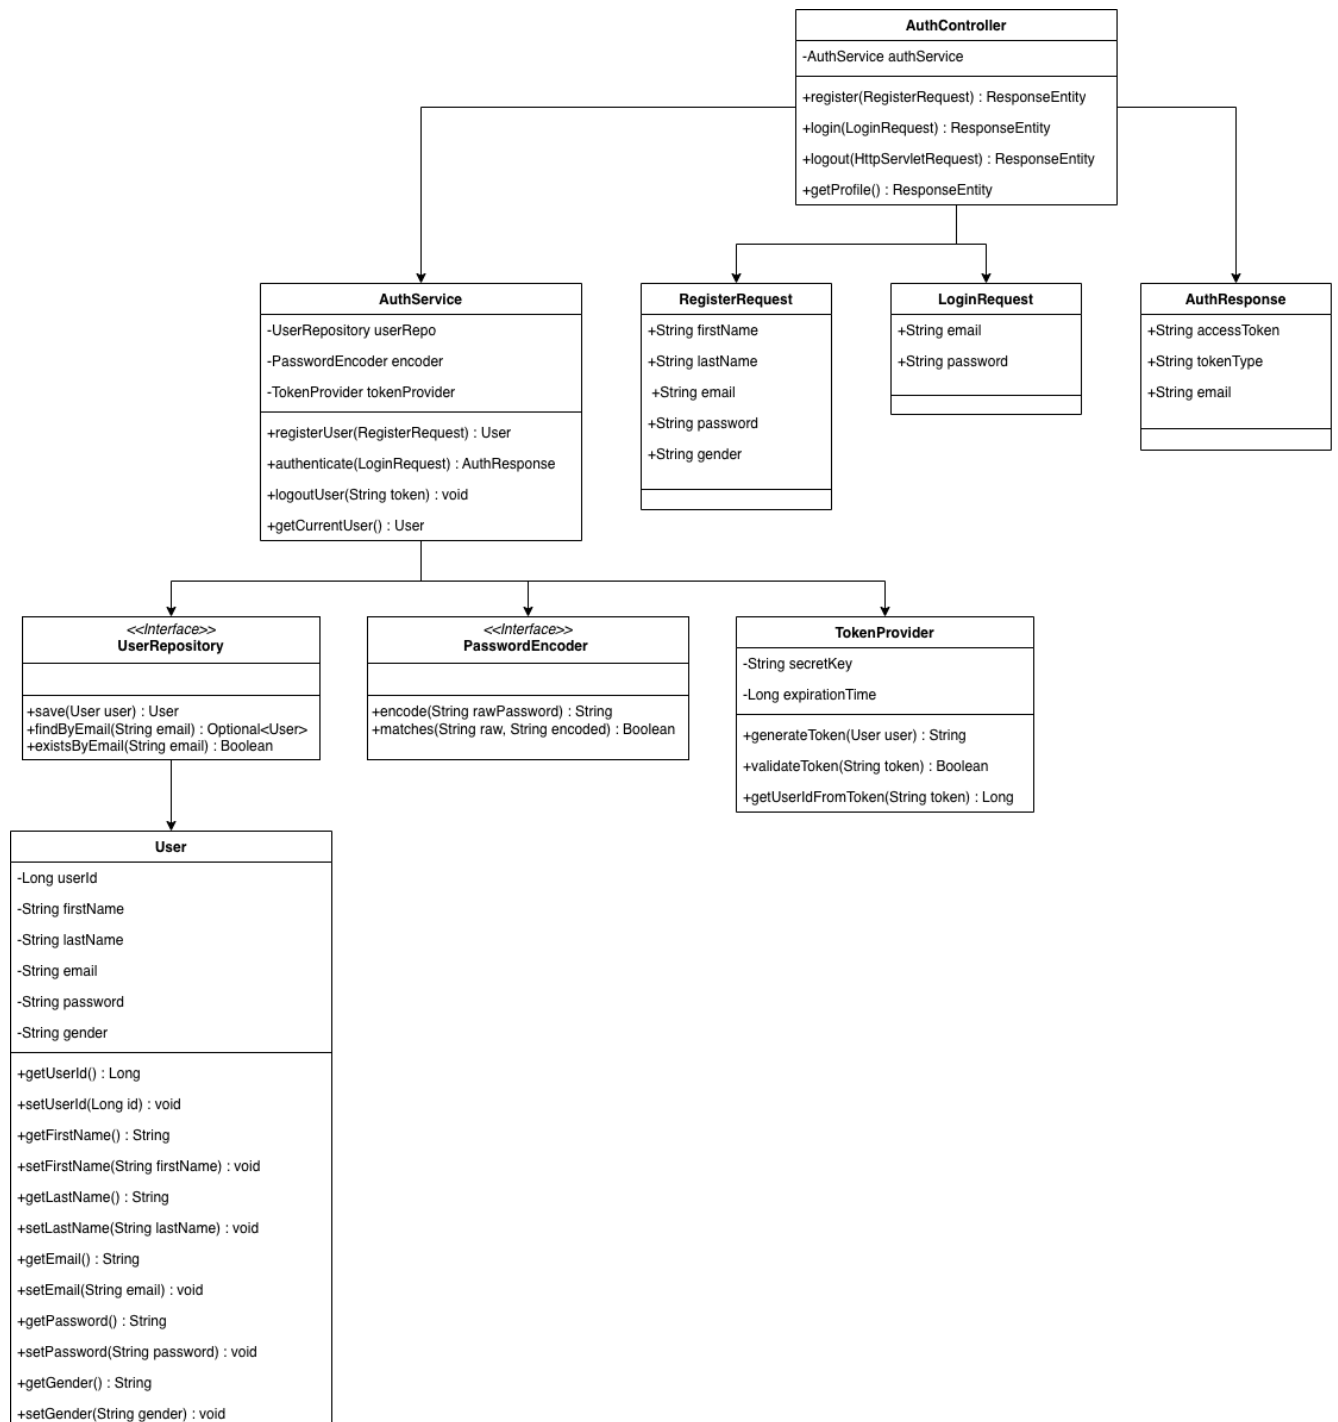 AuthController
-AuthService authService
+register(RegisterRequest) : ResponseEntity
+login(LoginRequest) : ResponseEntity
+logout(HttpServletRequest) : ResponseEntity
+getProfile() : ResponseEntity
AuthService
-UserRepository userRepo
-PasswordEncoder encoder
-TokenProvider tokenProvider
+registerUser(RegisterRequest) : User
+authenticate(LoginRequest) : AuthResponse
+logoutUser(String token) : void
+getCurrentUser() : User
RegisterRequest
+String firstName
+String lastName
+String email
+String password
+String gender
LoginRequest
+String email
+String password
AuthResponse
+String accessToken
+String tokenType
+String email
<<Interface>>
UserRepository
+save(User user) : User
+findByEmail(String email) : Optional<User>
+existsByEmail(String email) : Boolean
<<Interface>>
PasswordEncoder
+encode(String rawPassword) : String
+matches(String raw, String encoded) : Boolean
TokenProvider
-String secretKey
-Long expirationTime
+generateToken(User user) : String
+validateToken(String token) : Boolean
+getUserIdFromToken(String token) : Long
User
-Long userId
-String firstName
-String lastName
-String email
-String password
-String gender
+getUserId() : Long
+setUserId(Long id) : void
+getFirstName() : String
+setFirstName(String firstName) : void
+getLastName() : String
+setLastName(String lastName) : void
+getEmail() : String
+setEmail(String email) : void
+getPassword() : String
+setPassword(String password) : void
+getGender() : String
+setGender(String gender) : void